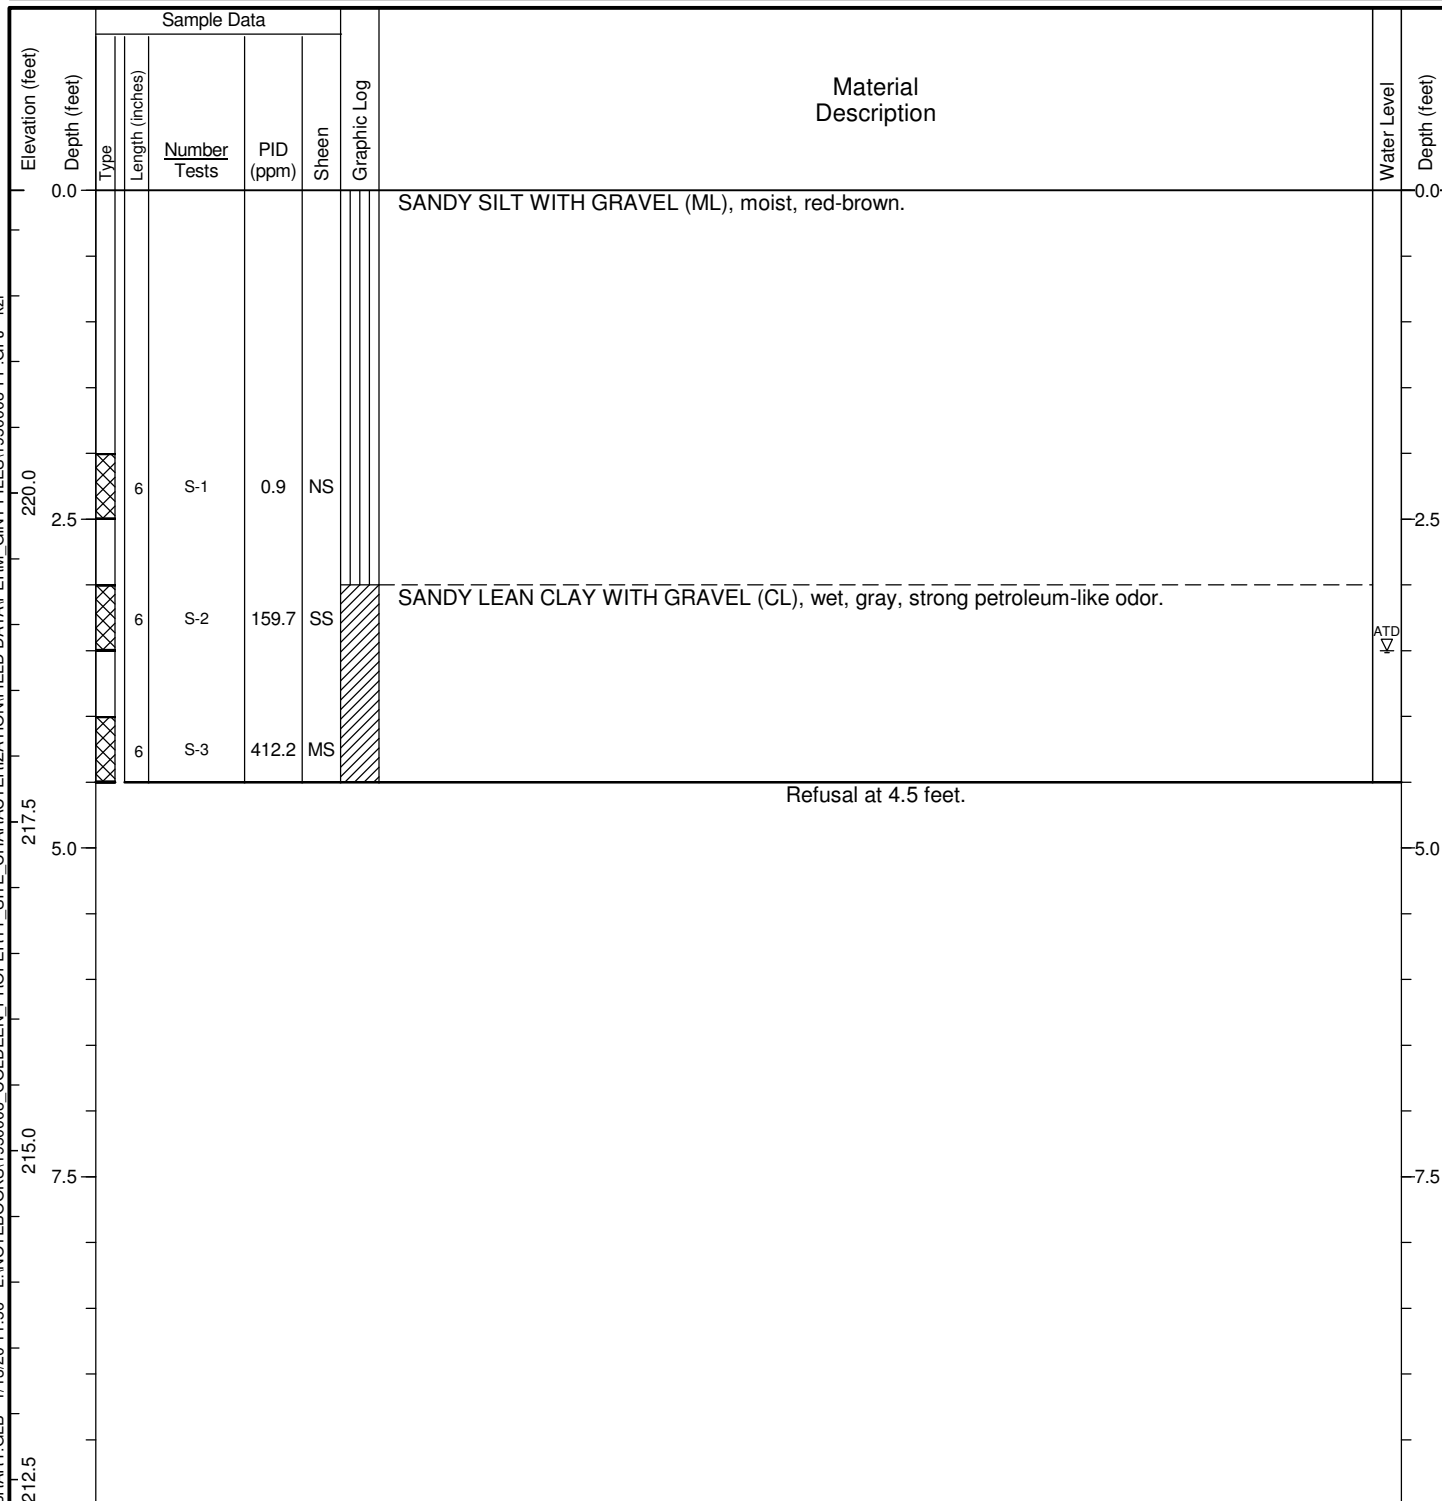 Sample Data
Elevation (feet)
Depth (feet)
Type
Length (inches)
Number
Tests
PID
(ppm)
Sheen
Graphic Log
Material
Description
Water Level
Depth (feet)
0.0
SANDY SILT WITH GRAVEL (ML), moist, red-brown.
0.0
220.0
6
S-1
0.9
NS
2.5
2.5
SANDY LEAN CLAY WITH GRAVEL (CL), wet, gray, strong petroleum-like odor.
6
S-2
159.7
SS
ATD
6
S-3
412.2
MS
Refusal at 4.5 feet.
217.5
5.0
5.0
215.0
7.5
7.5
212.5